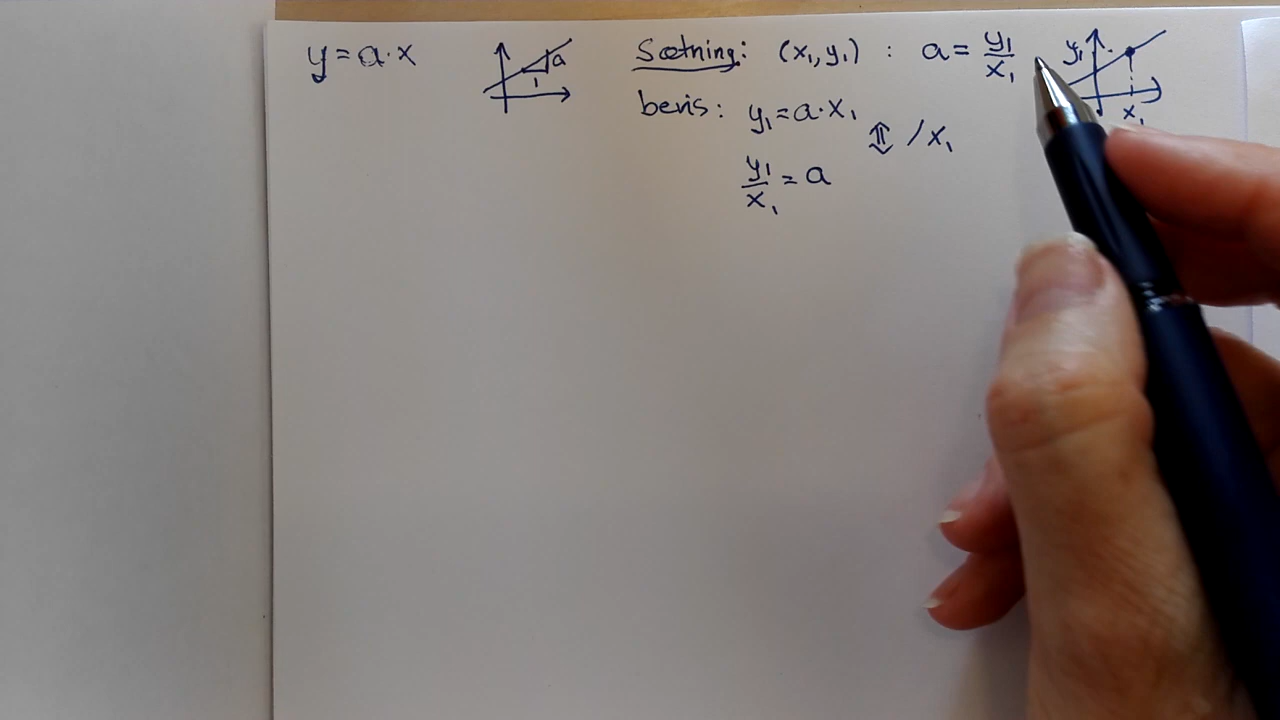 y = a · x
a
1
Sætning: (x₁, y₁) : a = y₁/x₁
y₁
x₁
bevis: y₁ = a · x₁
⇕ /x₁
y₁/x₁ = a